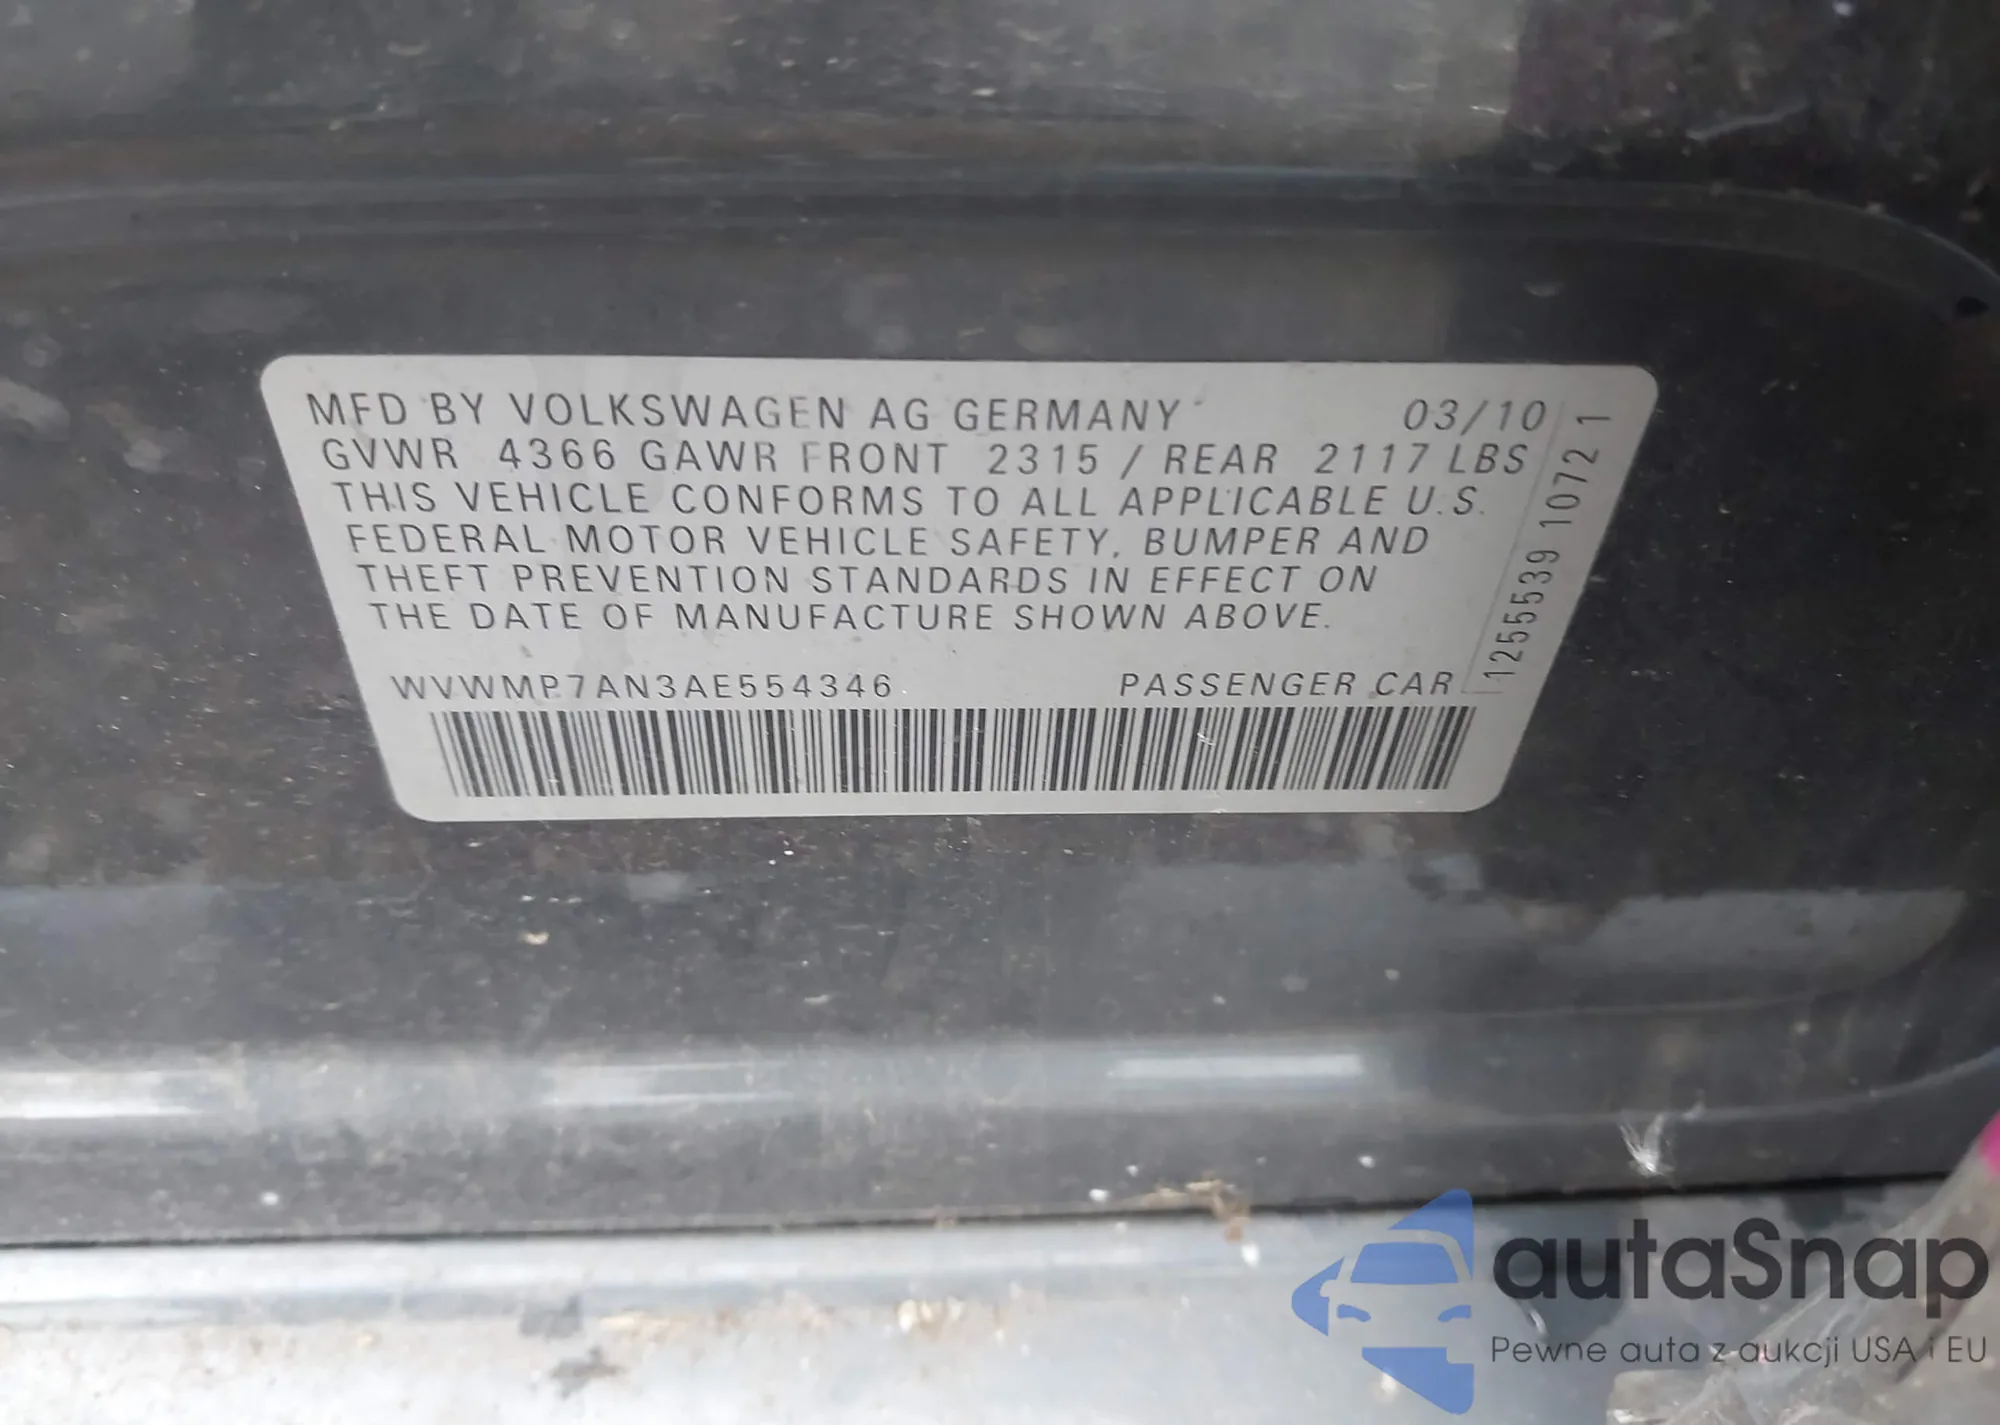 MFD BY VOLKSWAGEN AG GERMANY 03/10
GVWR 4366 GAWR FRONT 2315 / REAR 2117 LBS
THIS VEHICLE CONFORMS TO ALL APPLICABLE U.S.
FEDERAL MOTOR VEHICLE SAFETY, BUMPER AND
THEFT PREVENTION STANDARDS IN EFFECT ON
THE DATE OF MANUFACTURE SHOWN ABOVE.
WVWMP7AN3AE554346 PASSENGER CAR
1255539 1072 1
autaSnap
Pewne auta z aukcji USA i EU